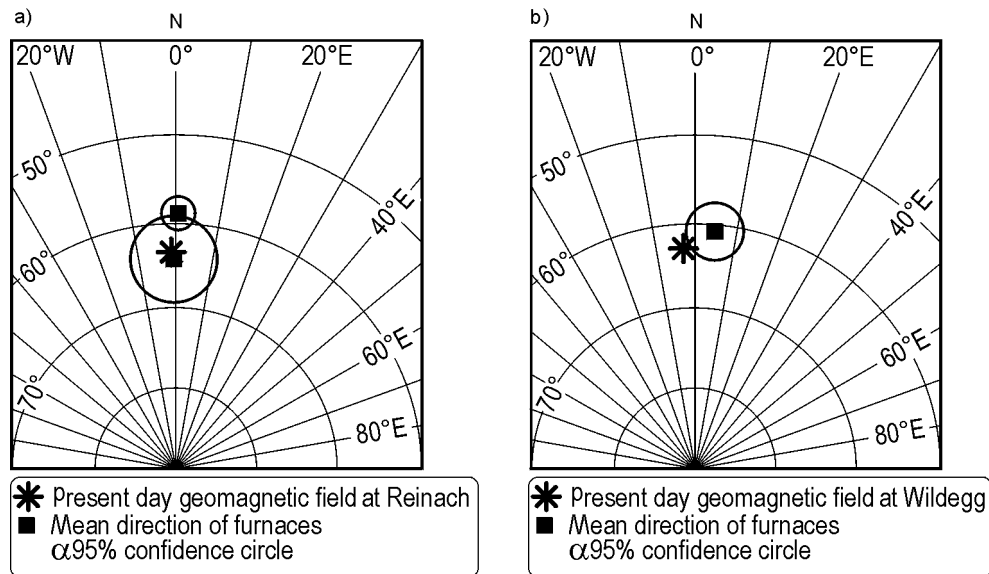 a)
N
20°W 0° 20°E
50°
40°E
60°
60°E
70°
80°E
Present day geomagnetic field at Reinach
Mean direction of furnaces
α95% confidence circle
b)
N
20°W 0° 20°E
50°
40°E
60°
60°E
70°
80°E
Present day geomagnetic field at Wildegg
Mean direction of furnaces
α95% confidence circle